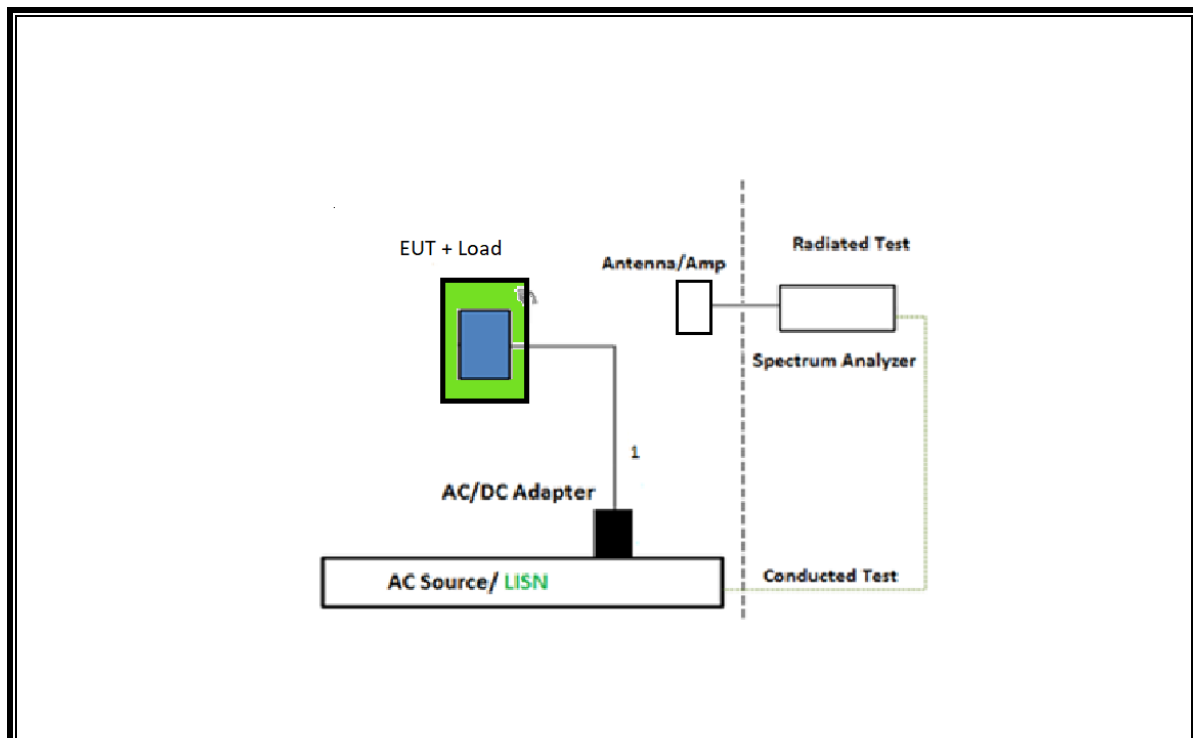 EUT + Load
Radiated Test
Antenna/Amp
Spectrum Analyzer
1
AC/DC Adapter
AC Source/ LISN
Conducted Test